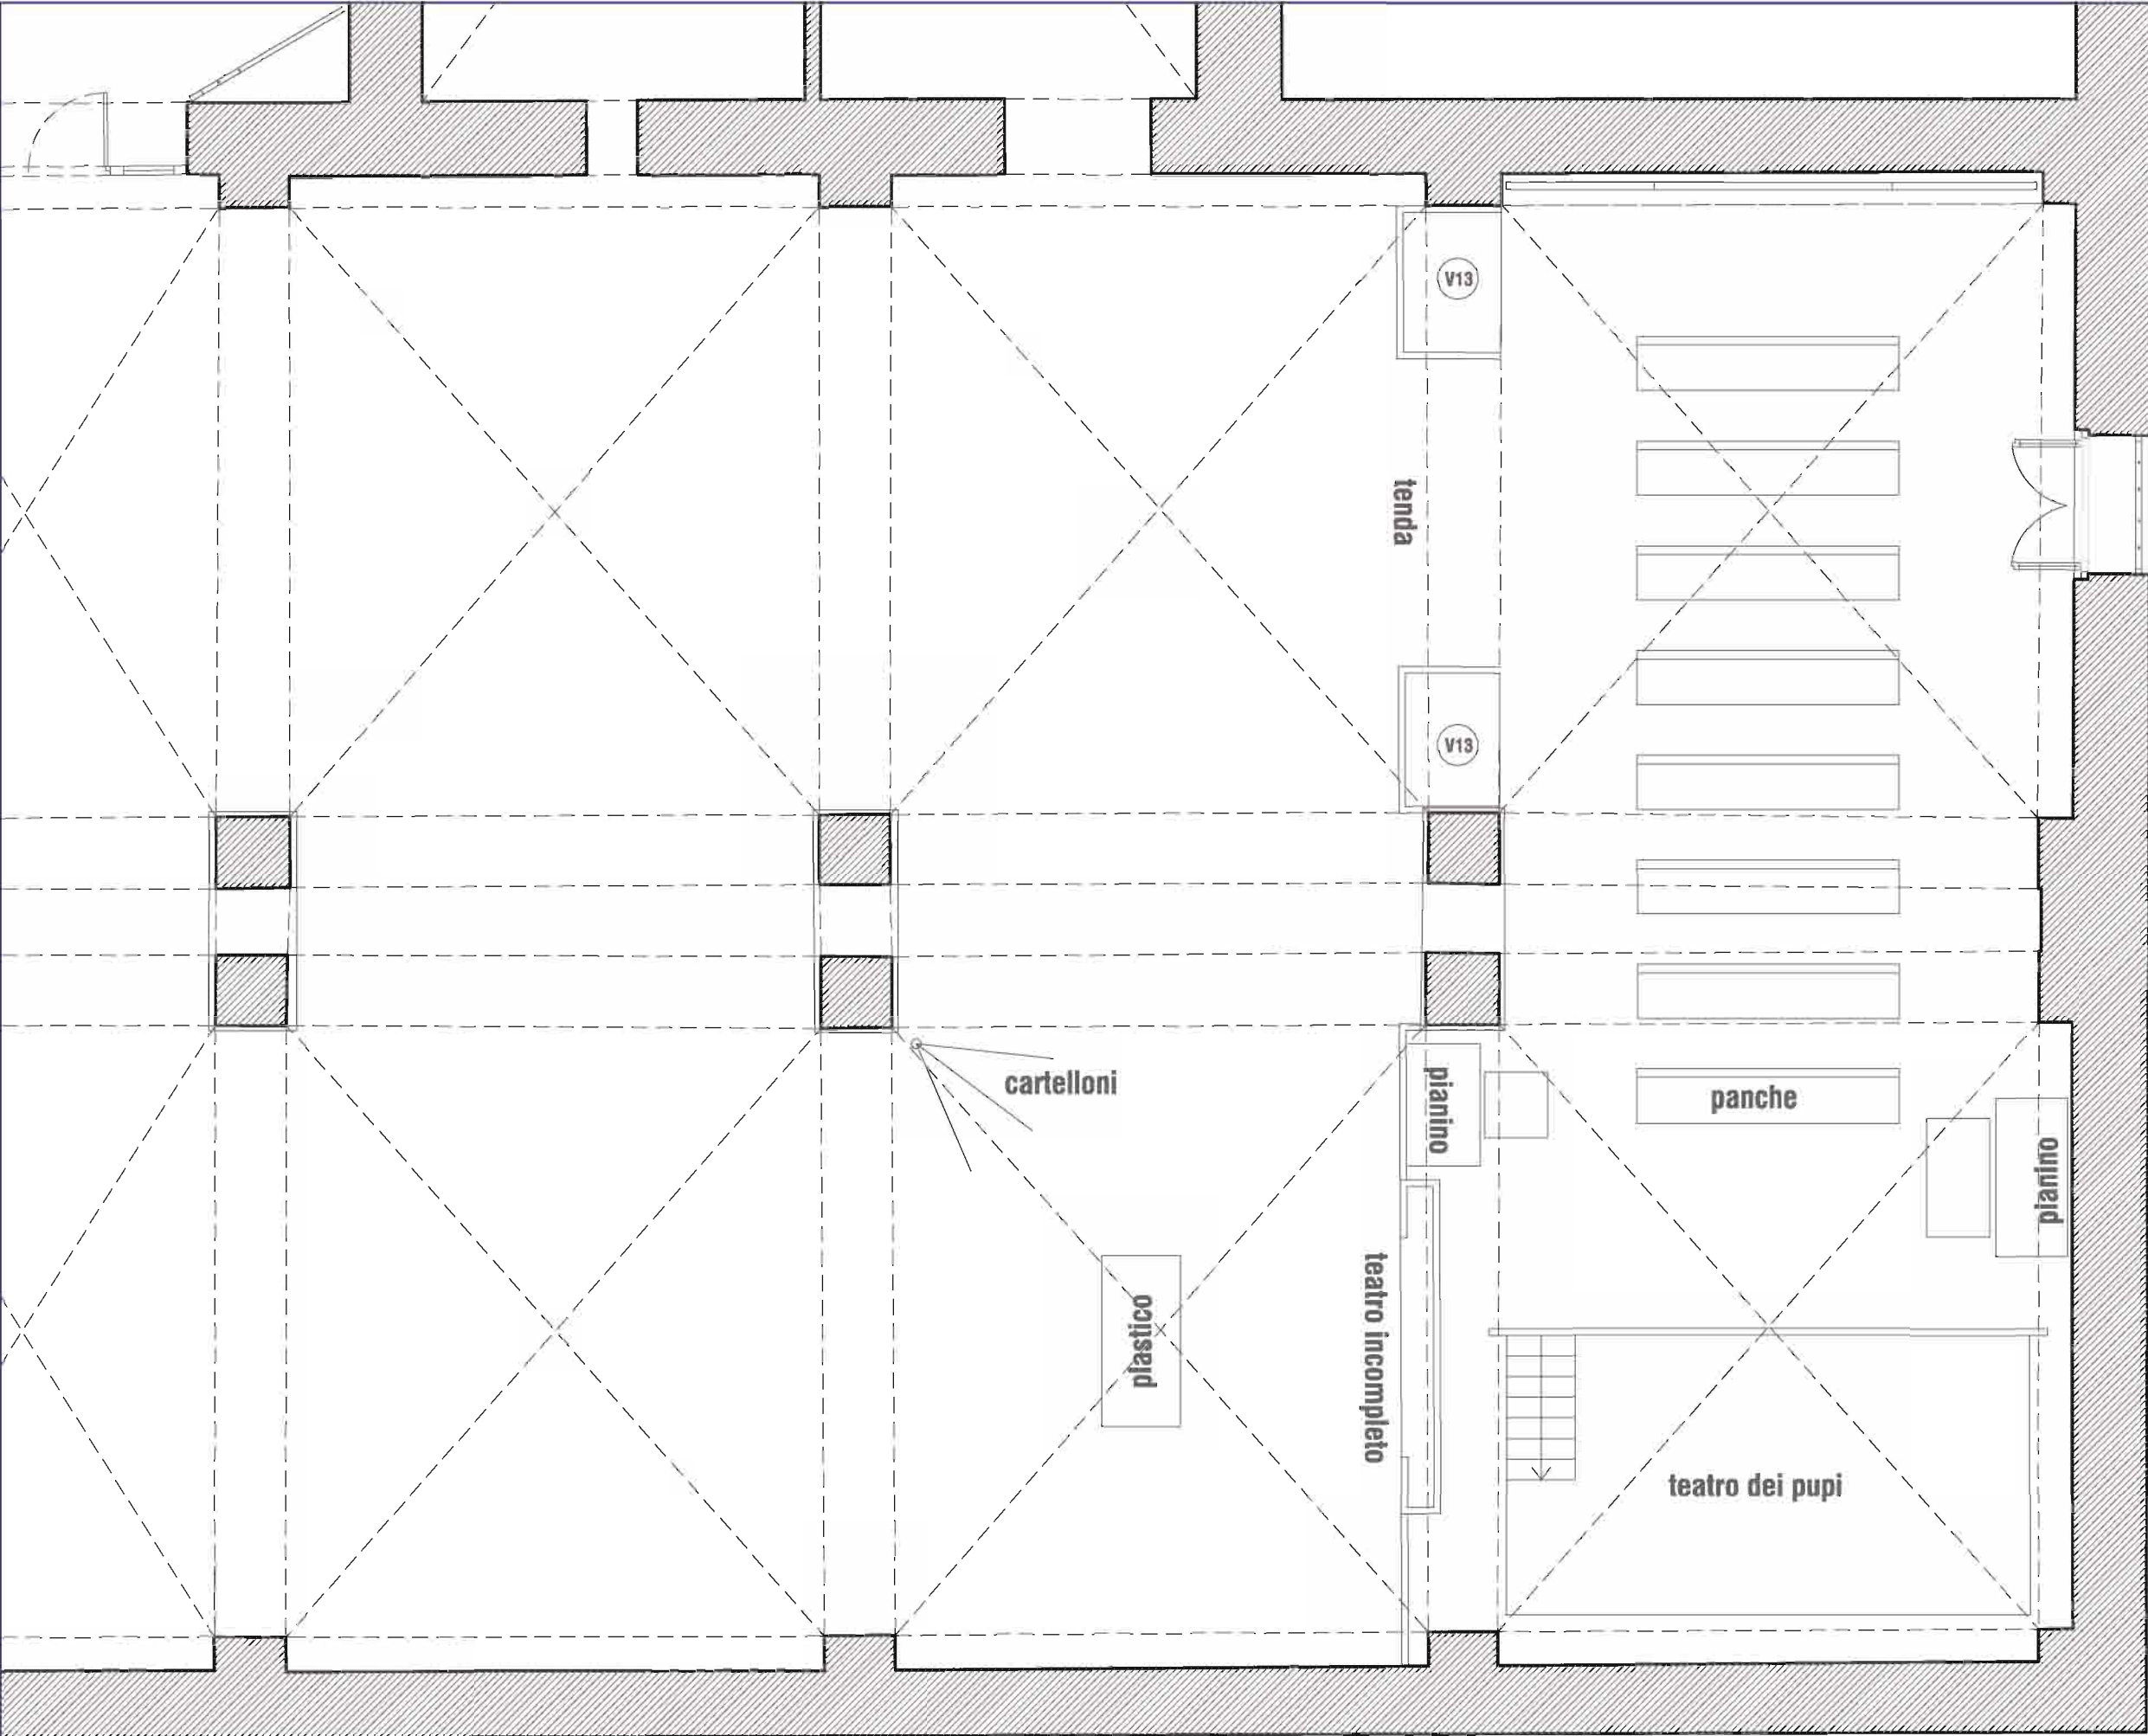 V13
tenda
V13
cartelloni
pianino
panche
pianino
plastico
teatro incompleto
teatro dei pupi